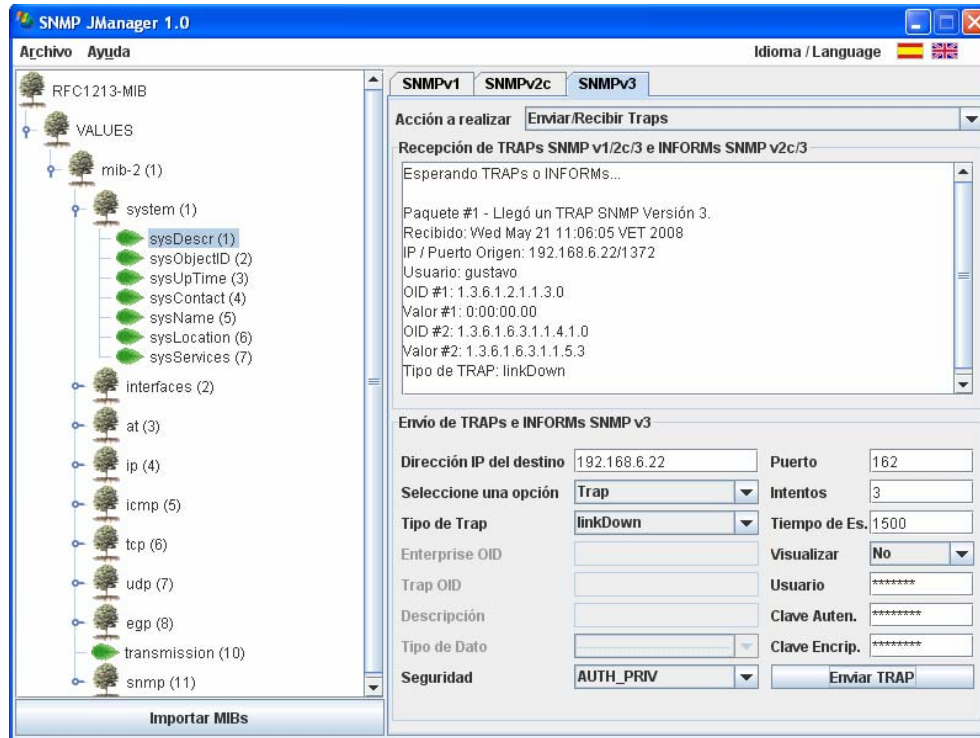 SNMP JManager 1.0
Archivo Ayuda
Idioma / Language
RFC1213-MIB
VALUES
mib-2 (1)
system (1)
sysDescr (1)
sysObjectID (2)
sysUpTime (3)
sysContact (4)
sysName (5)
sysLocation (6)
sysServices (7)
interfaces (2)
at (3)
ip (4)
icmp (5)
tcp (6)
udp (7)
egp (8)
transmission (10)
snmp (11)
Importar MIBs
SNMPv1 SNMPv2c SNMPv3
Acción a realizar Enviar/Recibir Traps
Recepción de TRAPs SNMP v1/2c/3 e INFORMs SNMP v2c/3
Esperando TRAPs o INFORMs...
Paquete #1 - Llegó un TRAP SNMP Versión 3.
Recibido: Wed May 21 11:06:05 VET 2008
IP / Puerto Origen: 192.168.6.22/1372
Usuario: gustavo
OID #1: 1.3.6.1.2.1.1.3.0
Valor #1: 0:00:00.00
OID #2: 1.3.6.1.6.3.1.1.4.1.0
Valor #2: 1.3.6.1.6.3.1.1.5.3
Tipo de TRAP: linkDown
Envío de TRAPs e INFORMs SNMP v3
Dirección IP del destino 192.168.6.22 Puerto 162
Seleccione una opción Trap Intentos 3
Tipo de Trap linkDown Tiempo de Es. 1500
Enterprise OID Visualizar No
Trap OID Usuario *******
Descripción Clave Auten. ********
Tipo de Dato Clave Encrip. ********
Seguridad AUTH_PRIV Enviar TRAP